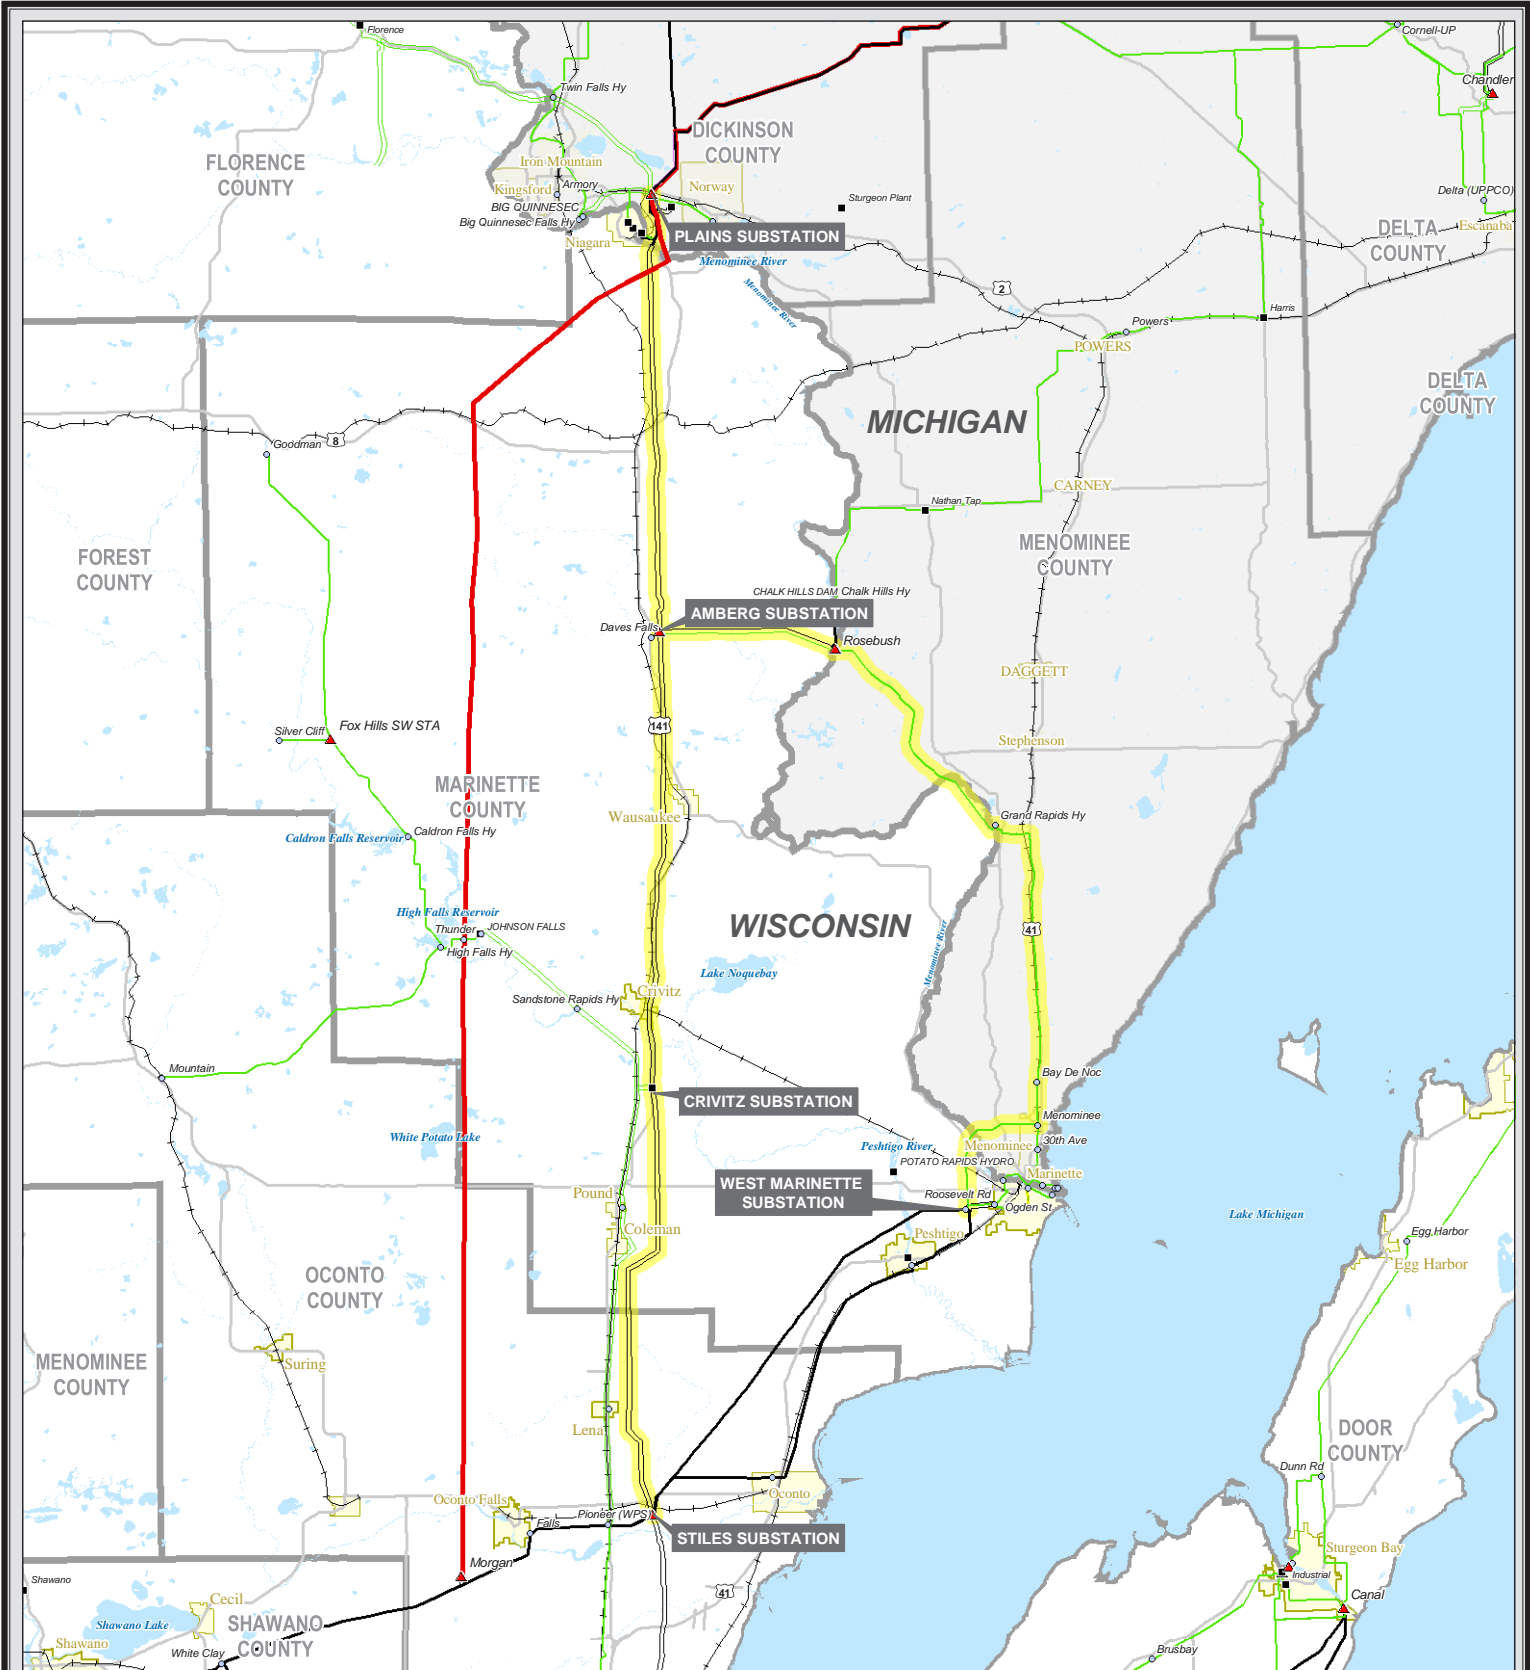 Florence
Cornell-UP
Twin Falls Hy
Chandler
DICKINSON
COUNTY
FLORENCE
COUNTY
Iron Mountain
Kingsford
Armory
Norway
Delta (UPPCO)
Sturgeon Plant
BIG QUINNESEC
Big Quinnesec Falls Hy
Escanaba
DELTA
COUNTY
PLAINS SUBSTATION
Niagara
Menominee River
Menominee River
2
Harris
Powers
POWERS
DELTA
COUNTY
MICHIGAN
8
Goodman
CARNEY
Nathan Tap
FOREST
COUNTY
MENOMINEE
COUNTY
CHALK HILLS DAM
Chalk Hills Hy
AMBERG SUBSTATION
Daves Falls
Rosebush
DAGGETT
141
Fox Hills SW STA
Silver Cliff
Stephenson
MARINETTE
COUNTY
Wausaukee
Grand Rapids Hy
Caldron Falls Reservoir
Caldron Falls Hy
High Falls Reservoir
WISCONSIN
Thunder
JOHNSON FALLS
41
High Falls Hy
Menominee River
Lake Noquebay
Crivitz
Sandstone Rapids Hy
Mountain
Bay De Noc
CRIVITZ SUBSTATION
Menominee
White Potato Lake
30th Ave
Peshtigo River
Menominee
POTATO RAPIDS HYDRO
Marinette
WEST MARINETTE
SUBSTATION
Pound
Roosevelt Rd
Ogden St
Lake Michigan
Coleman
Peshtigo
Egg Harbor
Egg Harbor
OCONTO
COUNTY
MENOMINEE
COUNTY
Suring
DOOR
COUNTY
Lena
Dunn Rd
Oconto Falls
Oconto
Pioneer (WPS)
Falls
STILES SUBSTATION
Sturgeon Bay
Morgan
Shawano
Industrial
41
Canal
Cecil
SHAWANO
COUNTY
Shawano Lake
Shawano
White Clay
Brusbay